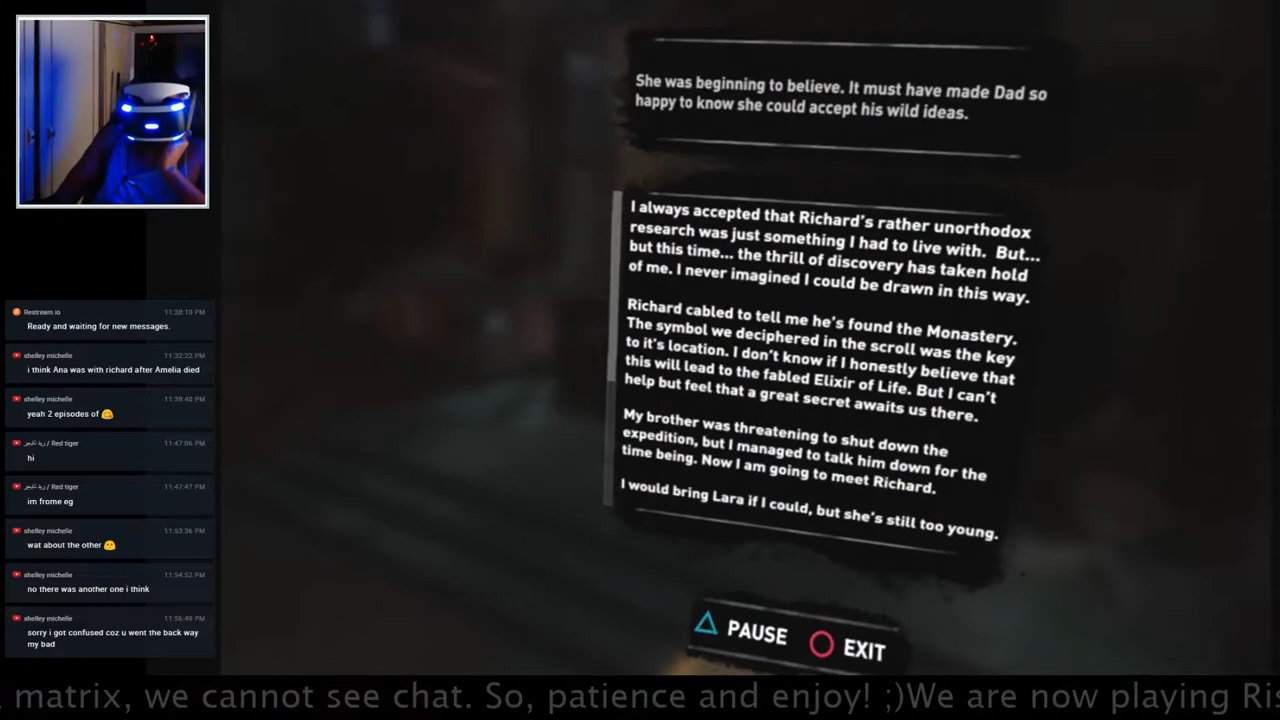 She was beginning to believe. It must have made Dad so
happy to know she could accept his wild ideas.
I always accepted that Richard's rather unorthodox
research was just something I had to live with. But...
but this time... the thrill of discovery has taken hold
of me. I never imagined I could be drawn in this way.
Richard cabled to tell me he's found the Monastery.
The symbol we deciphered in the scroll was the key
to it's location. I don't know if I honestly believe that
this will lead to the fabled Elixir of Life. But I can't
help but feel that a great secret awaits us there.
My brother was threatening to shut down the
expedition, but I managed to talk him down for the
time being. Now I am going to meet Richard.
I would bring Lara if I could, but she's still too young.
PAUSE EXIT
Restream.io 11:28:10 PM
Ready and waiting for new messages.
shelley michelle 11:32:22 PM
i think Ana was with richard after Amelia died
shelley michelle 11:39:40 PM
yeah 2 episodes of
ريد تايجر / Red tiger 11:47:06 PM
hi
ريد تايجر / Red tiger 11:47:47 PM
im frome eg
shelley michelle 11:53:36 PM
wat about the other
shelley michelle 11:54:52 PM
no there was another one i think
shelley michelle 11:56:40 PM
sorry i got confused coz u went the back way
my bad
matrix, we cannot see chat. So, patience and enjoy! ;)We are now playing Ris